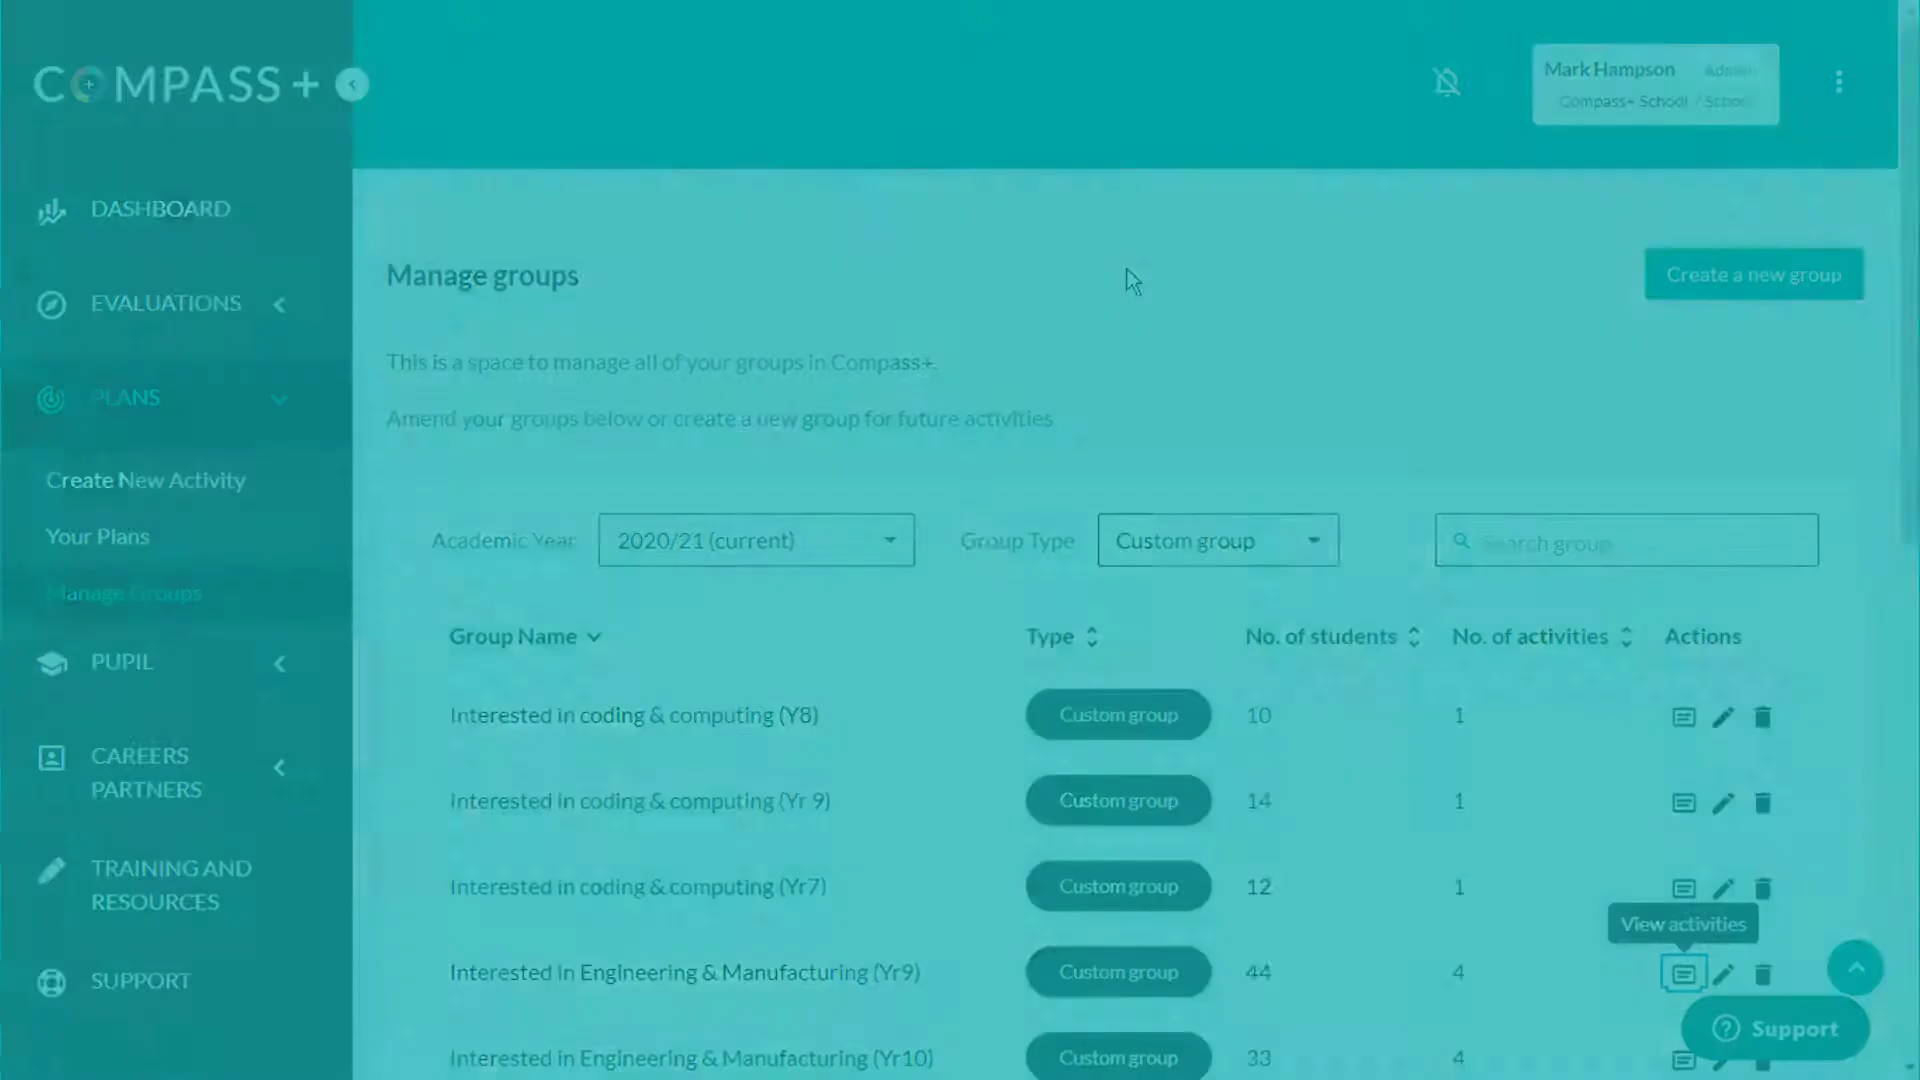 COMPASS +
Mark Hampson Admin
Compass+ School / School
DASHBOARD
EVALUATIONS
PLANS
Create New Activity
Your Plans
Manage Groups
PUPIL
CAREERS
PARTNERS
TRAINING AND
RESOURCES
SUPPORT
Manage groups
Create a new group
This is a space to manage all of your groups in Compass+.
Amend your groups below or create a new group for future activities
Academic Year 2020/21 (current) Group Type Custom group Search group
Group Name Type No. of students No. of activities Actions
Interested in coding & computing (Y8) Custom group 10 1
Interested in coding & computing (Yr 9) Custom group 14 1
Interested in coding & computing (Yr7) Custom group 12 1
View activities
Interested in Engineering & Manufacturing (Yr9) Custom group 44 4
Support
Interested in Engineering & Manufacturing (Yr10) Custom group 33 4